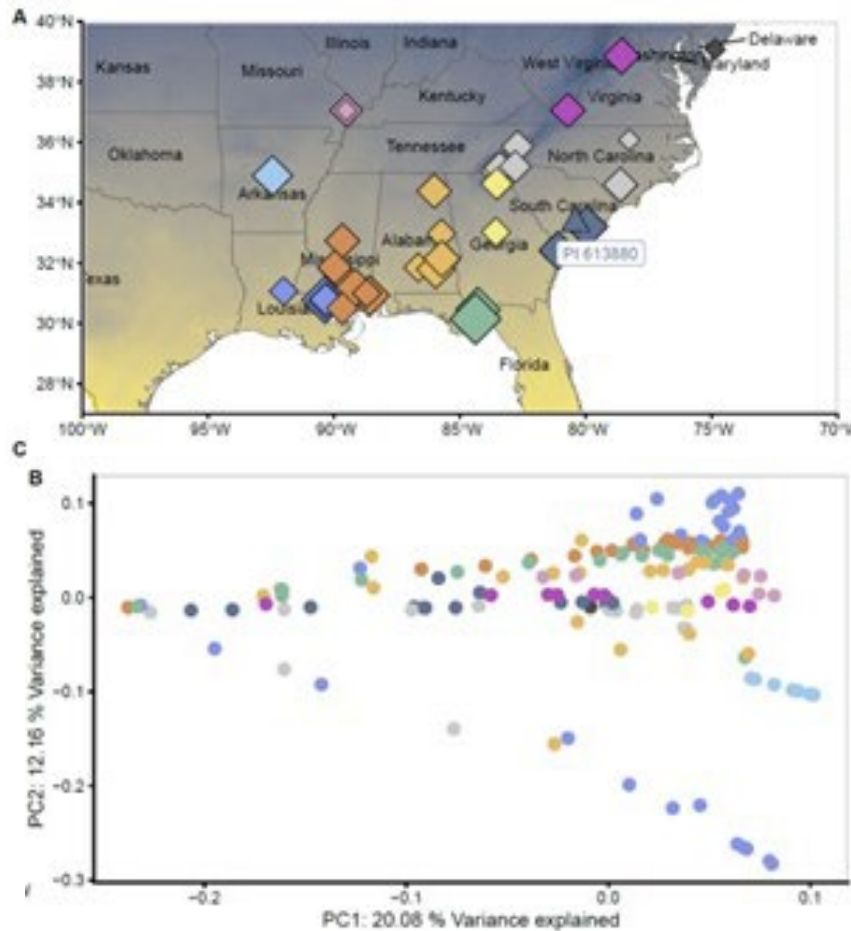 A
40°N
38°N
36°N
34°N
32°N
30°N
28°N
100°W
95°W
90°W
85°W
80°W
75°W
70°
Kansas
Missouri
Illinois
Indiana
West Virginia
Delaware
Maryland
Kentucky
Virginia
Oklahoma
Tennessee
North Carolina
Arkansas
South Carolina
Mississippi
Alabam
Georgia
PI 613880
exas
Louisia
Florida
C
B
PC2: 12.16 % Variance explained
0.1
0.0
−0.1
−0.2
−0.3
−0.2
−0.1
0.0
0.1
PC1: 20.08 % Variance explained